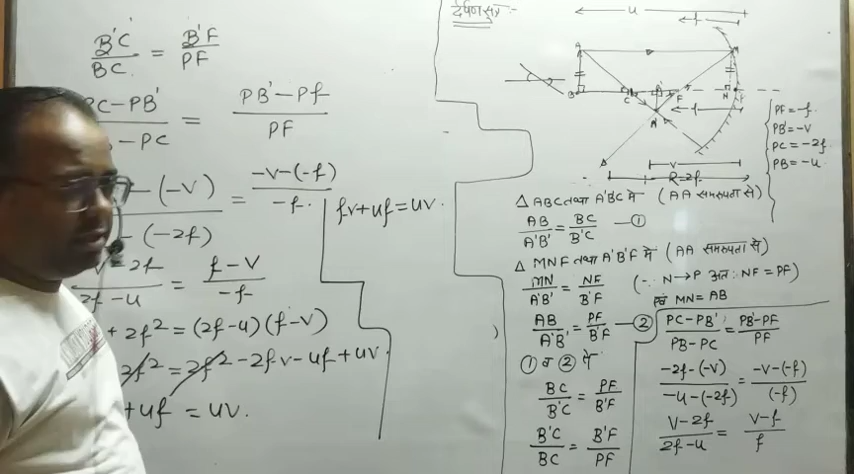 दर्पण सूत्र :-
u
f
A
M
B
C
B'
F
N
P
A'
f
v
R=2f
PF = -f
PB' = -v
PC = -2f
PB = -u
△ ABC तथा A'B'C में (AA समरूपता से)
AB/A'B' = BC/B'C —①
△ MNF तथा A'B'F में (AA समरूपता से)
MN/A'B' = NF/B'F (∵ N→P अतः NF = PF)
एवं MN = AB
AB/A'B' = PF/B'F —②
① व ② से
BC/B'C = PF/B'F
B'C/BC = B'F/PF
PC-PB'/PB-PC = PB'-PF/PF
-2f-(-v)/-u-(-2f) = -v-(-f)/(-f)
v-2f/2f-u = v-f/f
B'C/BC = B'F/PF
PC-PB'/-PC = PB'-Pf/PF
-(-v)/-(-2f) = -v-(-f)/-f
v-2f/2f-u = f-v/-f
+2f² = (2f-u)(f-v)
2f² = 2f²-2fv-uf+uv
+uf = uv.
fv+uf=uv